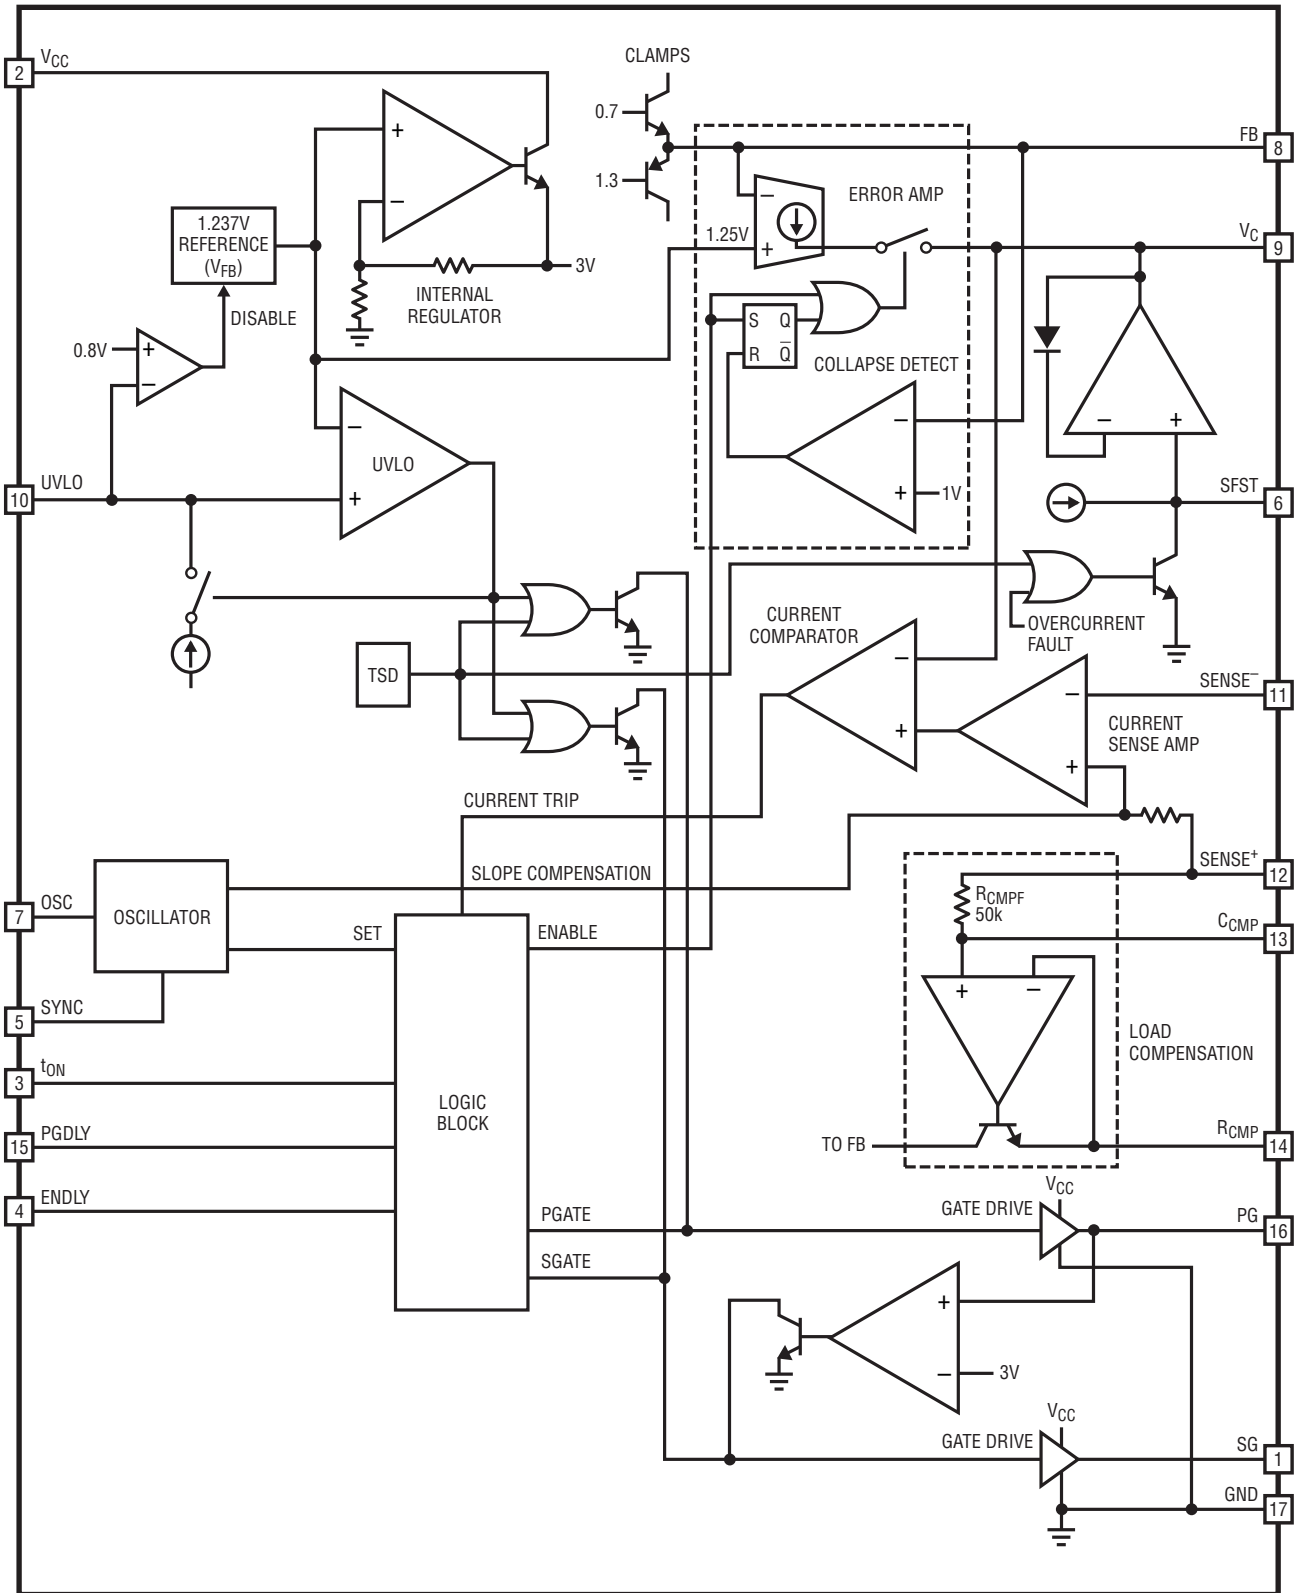 VCC
2
CLAMPS
0.7
1.3
+
−
FB
8
ERROR AMP
−
+
1.25V
1.237V
REFERENCE
(VFB)
VC
9
3V
INTERNAL
REGULATOR
DISABLE
0.8V
+
−
S Q
R Q̅
COLLAPSE DETECT
−
+
1V
− +
UVLO
10
−
UVLO
+
SFST
6
OVERCURRENT
FAULT
CURRENT
COMPARATOR
−
+
TSD
SENSE−
11
−
+
CURRENT
SENSE AMP
CURRENT TRIP
SLOPE COMPENSATION
SENSE+
12
RCMPF
50k
CCMP
13
OSC
7
OSCILLATOR
SET
ENABLE
SYNC
5
+ −
LOAD
COMPENSATION
tON
3
LOGIC
BLOCK
PGDLY
15
TO FB
RCMP
14
ENDLY
4
PGATE
SGATE
GATE DRIVE
VCC
PG
16
+
−
3V
GATE DRIVE
VCC
SG
1
GND
17